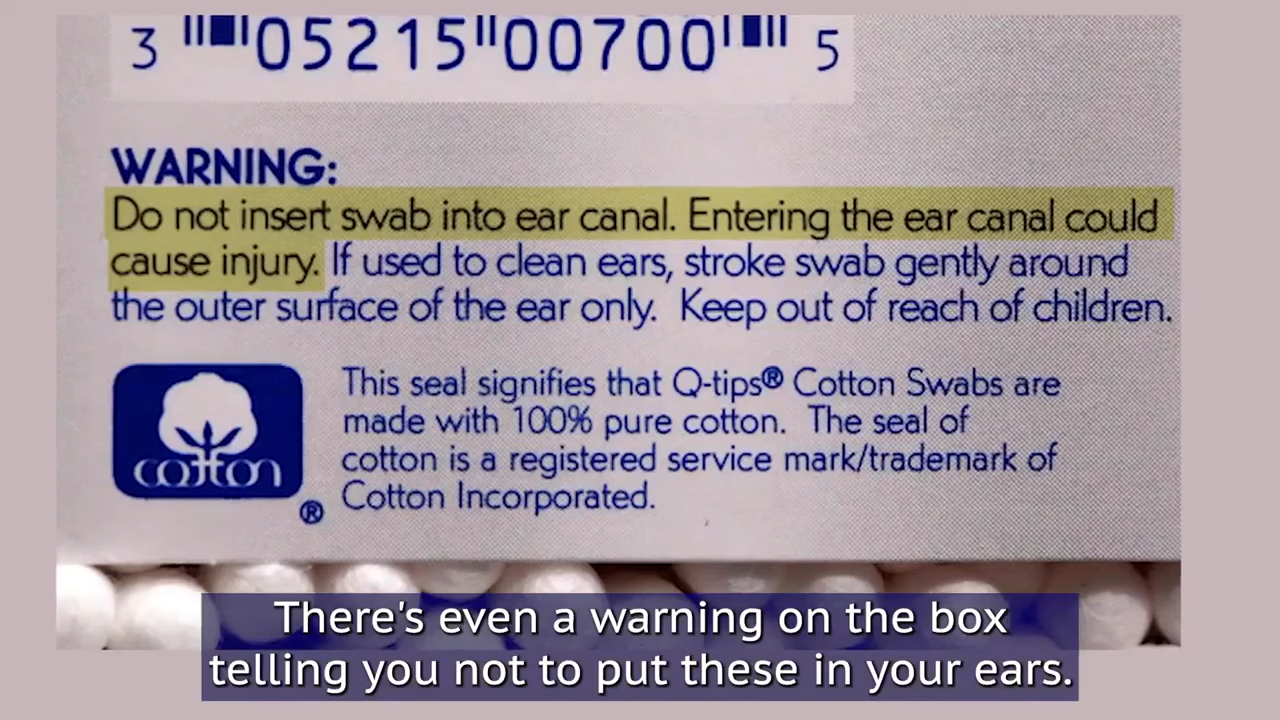 3 05215 00700 5
WARNING:
Do not insert swab into ear canal. Entering the ear canal could
cause injury. If used to clean ears, stroke swab gently around
the outer surface of the ear only. Keep out of reach of children.
cotton
®
This seal signifies that Q-tips® Cotton Swabs are
made with 100% pure cotton. The seal of
cotton is a registered service mark/trademark of
Cotton Incorporated.
There's even a warning on the box
telling you not to put these in your ears.